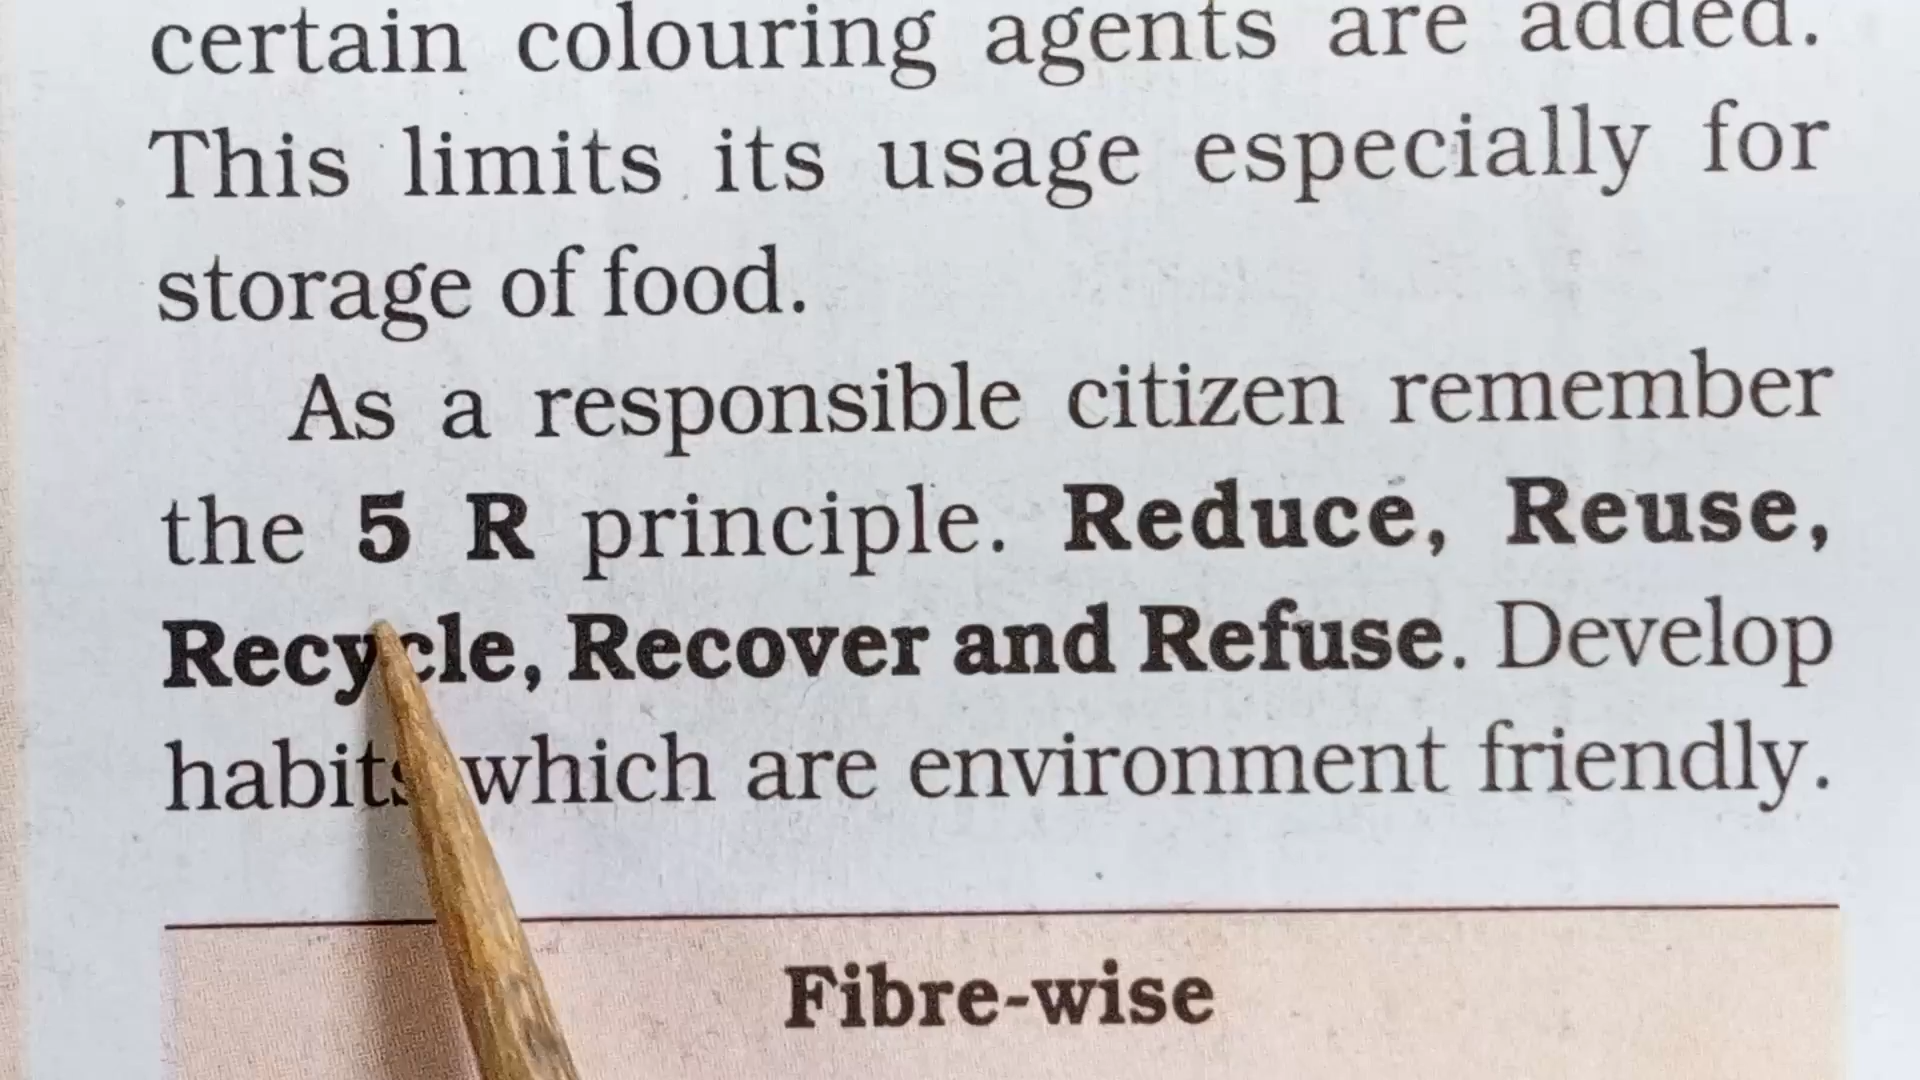 certain colouring agents are added.
This limits its usage especially for
storage of food.
As a responsible citizen remember
the 5 R principle. Reduce, Reuse,
Recycle, Recover and Refuse. Develop
habits which are environment friendly.
Fibre-wise